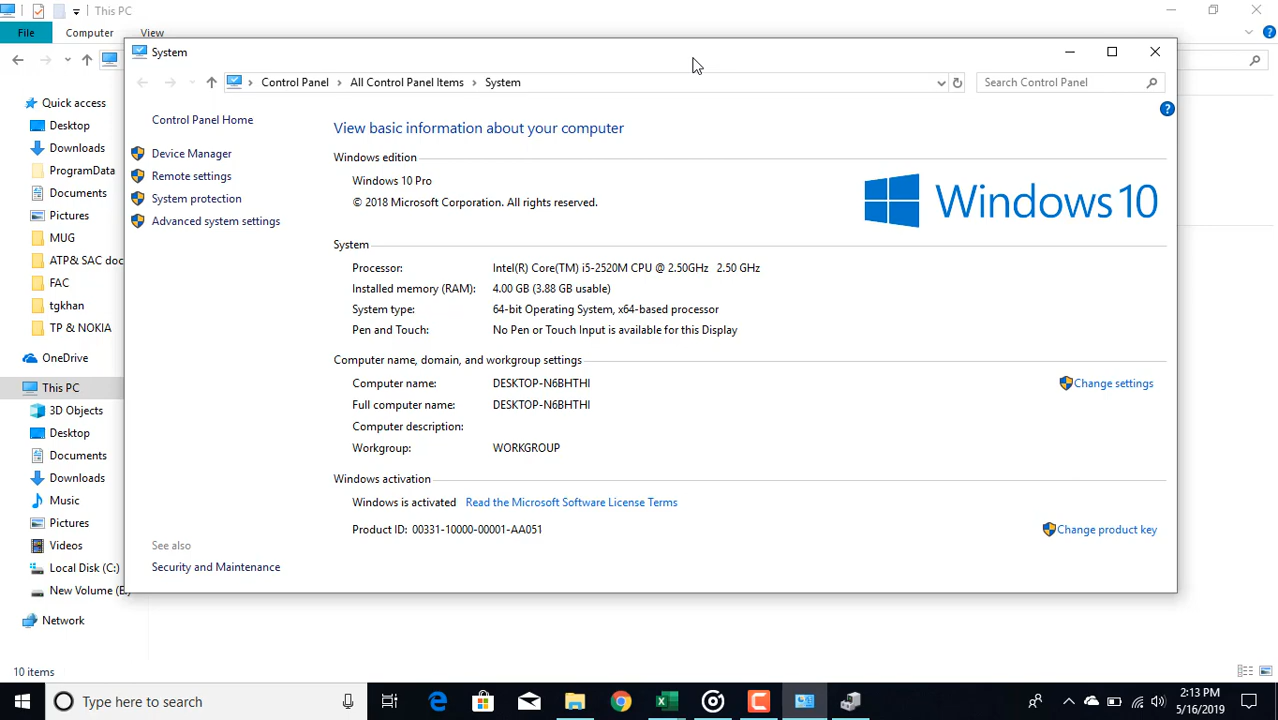 This PC
File Computer View
System
Control Panel All Control Panel Items System
Search Control Panel
Quick access
Desktop
Downloads
ProgramData
Documents
Pictures
MUG
ATP& SAC doc
FAC
tgkhan
TP & NOKIA
OneDrive
This PC
3D Objects
Desktop
Documents
Downloads
Music
Pictures
Videos
Local Disk (C:)
New Volume (E:
Network
10 items
Control Panel Home
Device Manager
Remote settings
System protection
Advanced system settings
See also
Security and Maintenance
View basic information about your computer
Windows edition
Windows 10 Pro
© 2018 Microsoft Corporation. All rights reserved.
Windows 10
System
Processor: Intel(R) Core(TM) i5-2520M CPU @ 2.50GHz 2.50 GHz
Installed memory (RAM): 4.00 GB (3.88 GB usable)
System type: 64-bit Operating System, x64-based processor
Pen and Touch: No Pen or Touch Input is available for this Display
Computer name, domain, and workgroup settings
Computer name: DESKTOP-N6BHTHI
Change settings
Full computer name: DESKTOP-N6BHTHI
Computer description:
Workgroup: WORKGROUP
Windows activation
Windows is activated Read the Microsoft Software License Terms
Product ID: 00331-10000-00001-AA051
Change product key
Type here to search
2:13 PM
5/16/2019